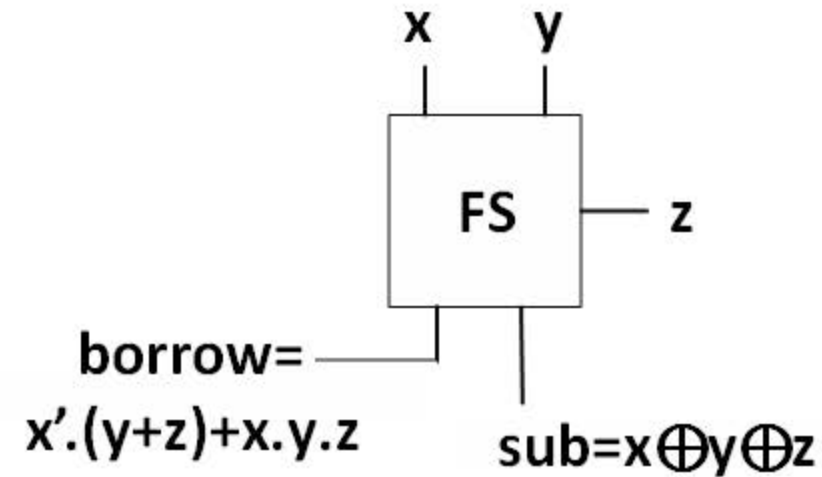 x y
FS
z
borrow=
x’.(y+z)+x.y.z
sub=x⊕y⊕z